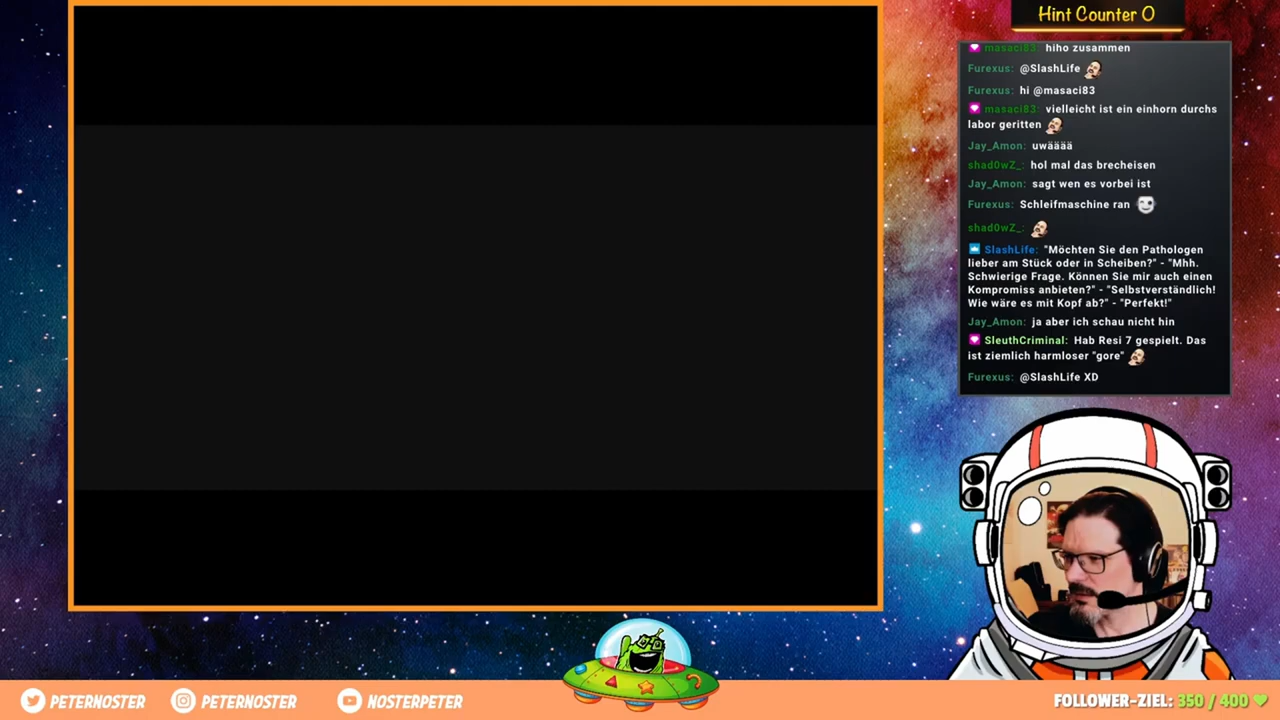 Hint Counter 0
masaci83: hiho zusammen
Furexus: @SlashLife
Furexus: hi @masaci83
masaci83: vielleicht ist ein einhorn durchs
labor geritten
Jay_Amon: uwääää
shad0wZ_: hol mal das brecheisen
Jay_Amon: sagt wen es vorbei ist
Furexus: Schleifmaschine ran
shad0wZ_:
SlashLife: "Möchten Sie den Pathologen
lieber am Stück oder in Scheiben?" - "Mhh.
Schwierige Frage. Können Sie mir auch einen
Kompromiss anbieten?" - "Selbstverständlich!
Wie wäre es mit Kopf ab?" - "Perfekt!"
Jay_Amon: ja aber ich schau nicht hin
SleuthCriminal: Hab Resi 7 gespielt. Das
ist ziemlich harmloser "gore"
Furexus: @SlashLife XD
PETERNOSTER
PETERNOSTER
NOSTERPETER
FOLLOWER-ZIEL: 350 / 400